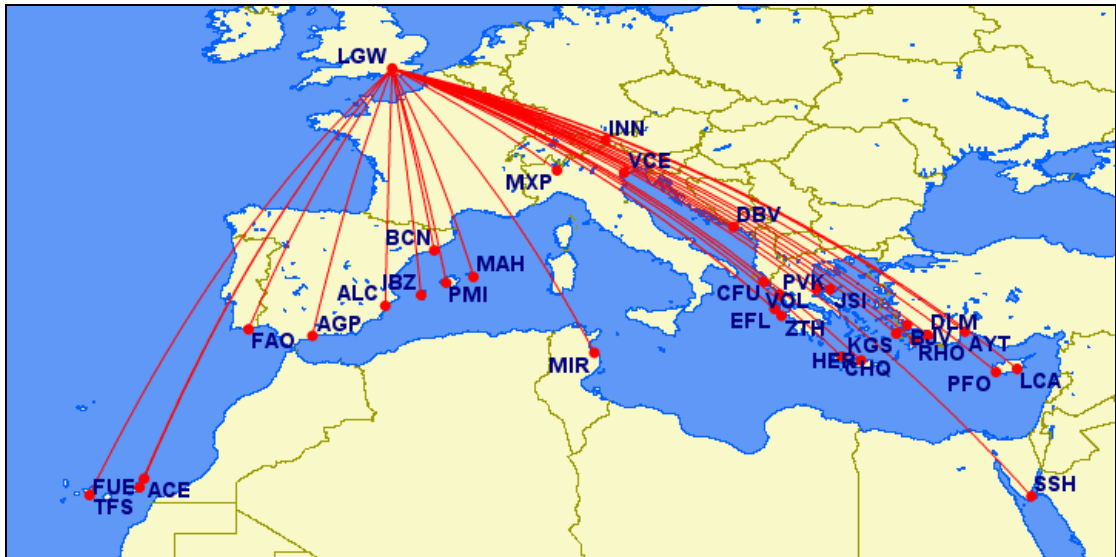 LGW
INN
VCE
MXP
DBV
BCN
MAH
IBZ
PMI
ALC
CFU
PVK
VOL
JSI
EFL
ZTH
FAO
AGP
MIR
KGS
BJV
DLM
RHO
AYT
HER
CHQ
PFO
LCA
FUE
ACE
TFS
SSH